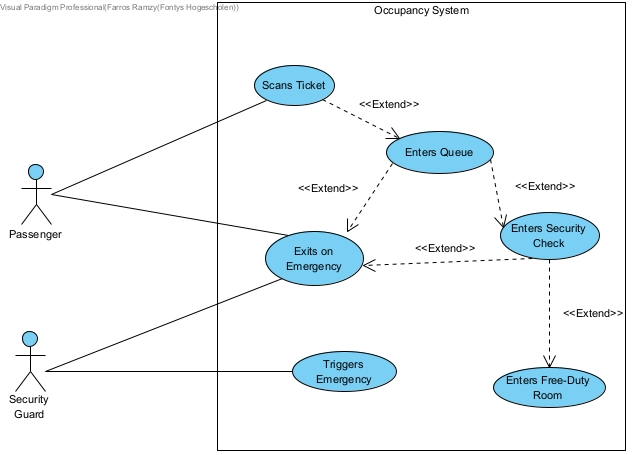 Visual Paradigm Professional(Farros Ramzy(Fontys Hogescholen))
Occupancy System
Scans Ticket
<<Extend>>
Enters Queue
<<Extend>>
<<Extend>>
Passenger
Enters Security
Check
Exits on
Emergency
<<Extend>>
<<Extend>>
Triggers
Emergency
Enters Free-Duty
Room
Security
Guard